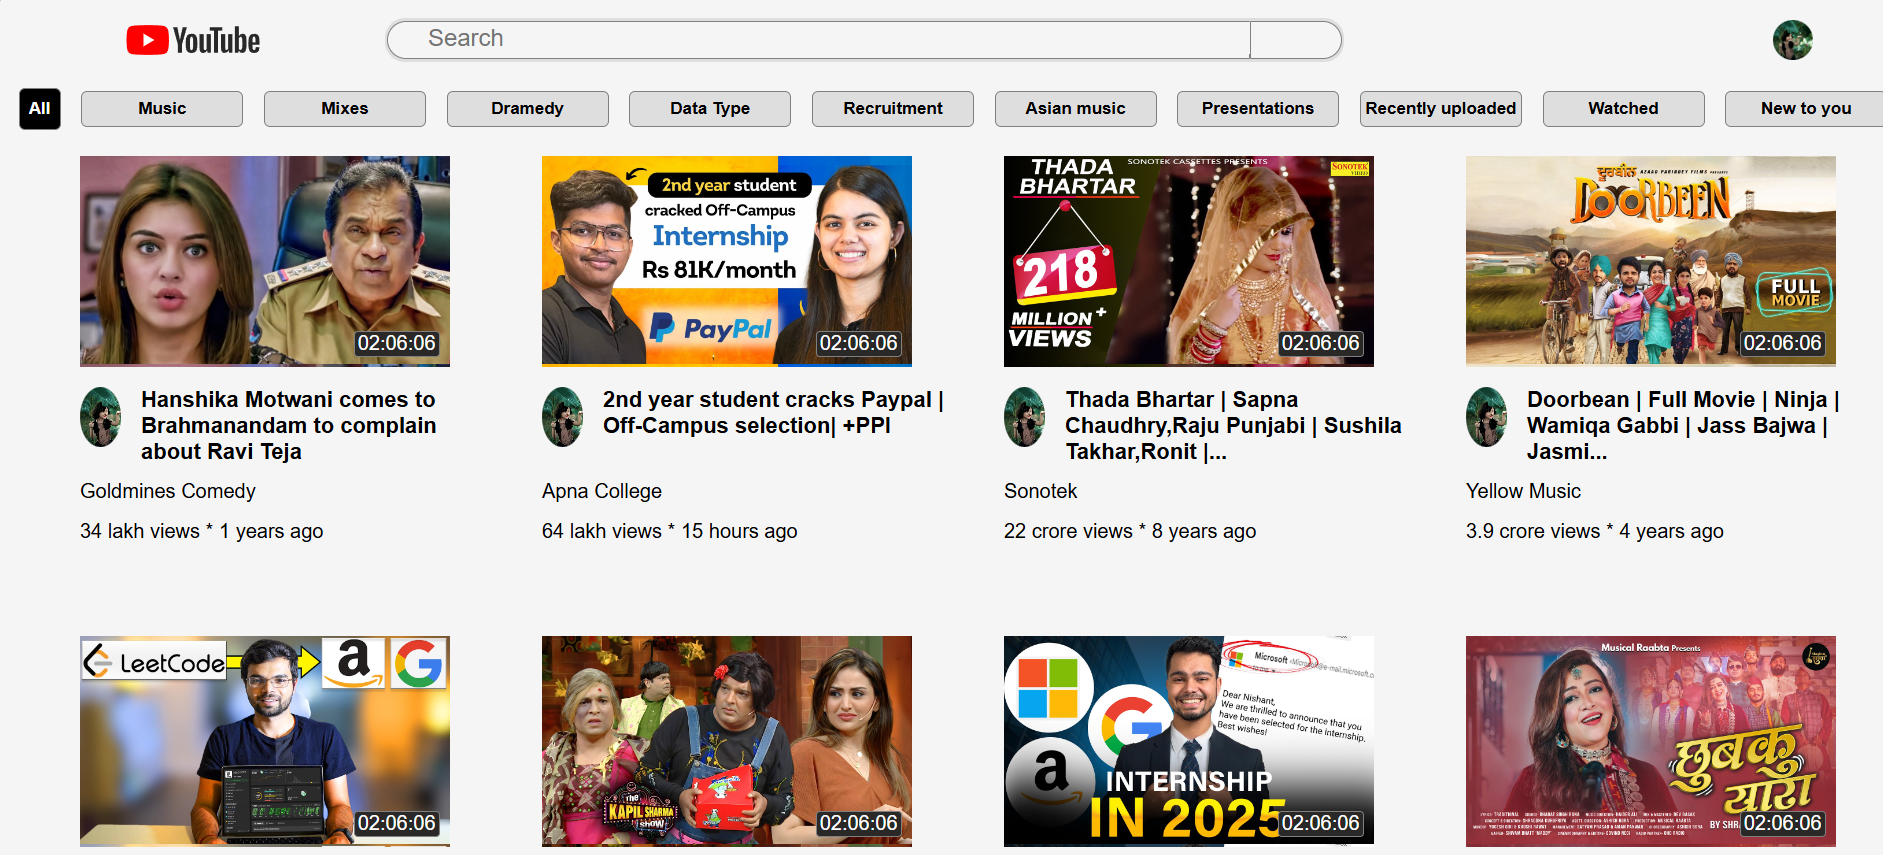 YouTube
Search
All
Music
Mixes
Dramedy
Data Type
Recruitment
Asian music
Presentations
Recently uploaded
Watched
New to you
02:06:06
2nd year student
cracked Off-Campus
Internship
Rs 81K/month
PayPal
02:06:06
SONOTEK CASSETTES PRESENTS
THADA
BHARTAR
SONOTEK
VIDEO
218
MILLION+
VIEWS
02:06:06
ਦੂਰਬੀਨ
DOORBEEN
FULL
MOVIE
02:06:06
Hanshika Motwani comes to
Brahmanandam to complain
about Ravi Teja
Goldmines Comedy
34 lakh views * 1 years ago
2nd year student cracks Paypal |
Off-Campus selection| +PPI
Apna College
64 lakh views * 15 hours ago
Thada Bhartar | Sapna
Chaudhry,Raju Punjabi | Sushila
Takhar,Ronit |...
Sonotek
22 crore views * 8 years ago
Doorbean | Full Movie | Ninja |
Wamiqa Gabbi | Jass Bajwa |
Jasmi...
Yellow Music
3.9 crore views * 4 years ago
LeetCode
a
G
02:06:06
The
KAPIL SHARMA
Show
02:06:06
Microsoft
Dear Nishant,
We are thrilled to announce that you
have been selected for the internship.
Best wishes!
G
a
INTERNSHIP
IN 2025
02:06:06
Musical Raabta Presents
छुबकु
यारो
02:06:06